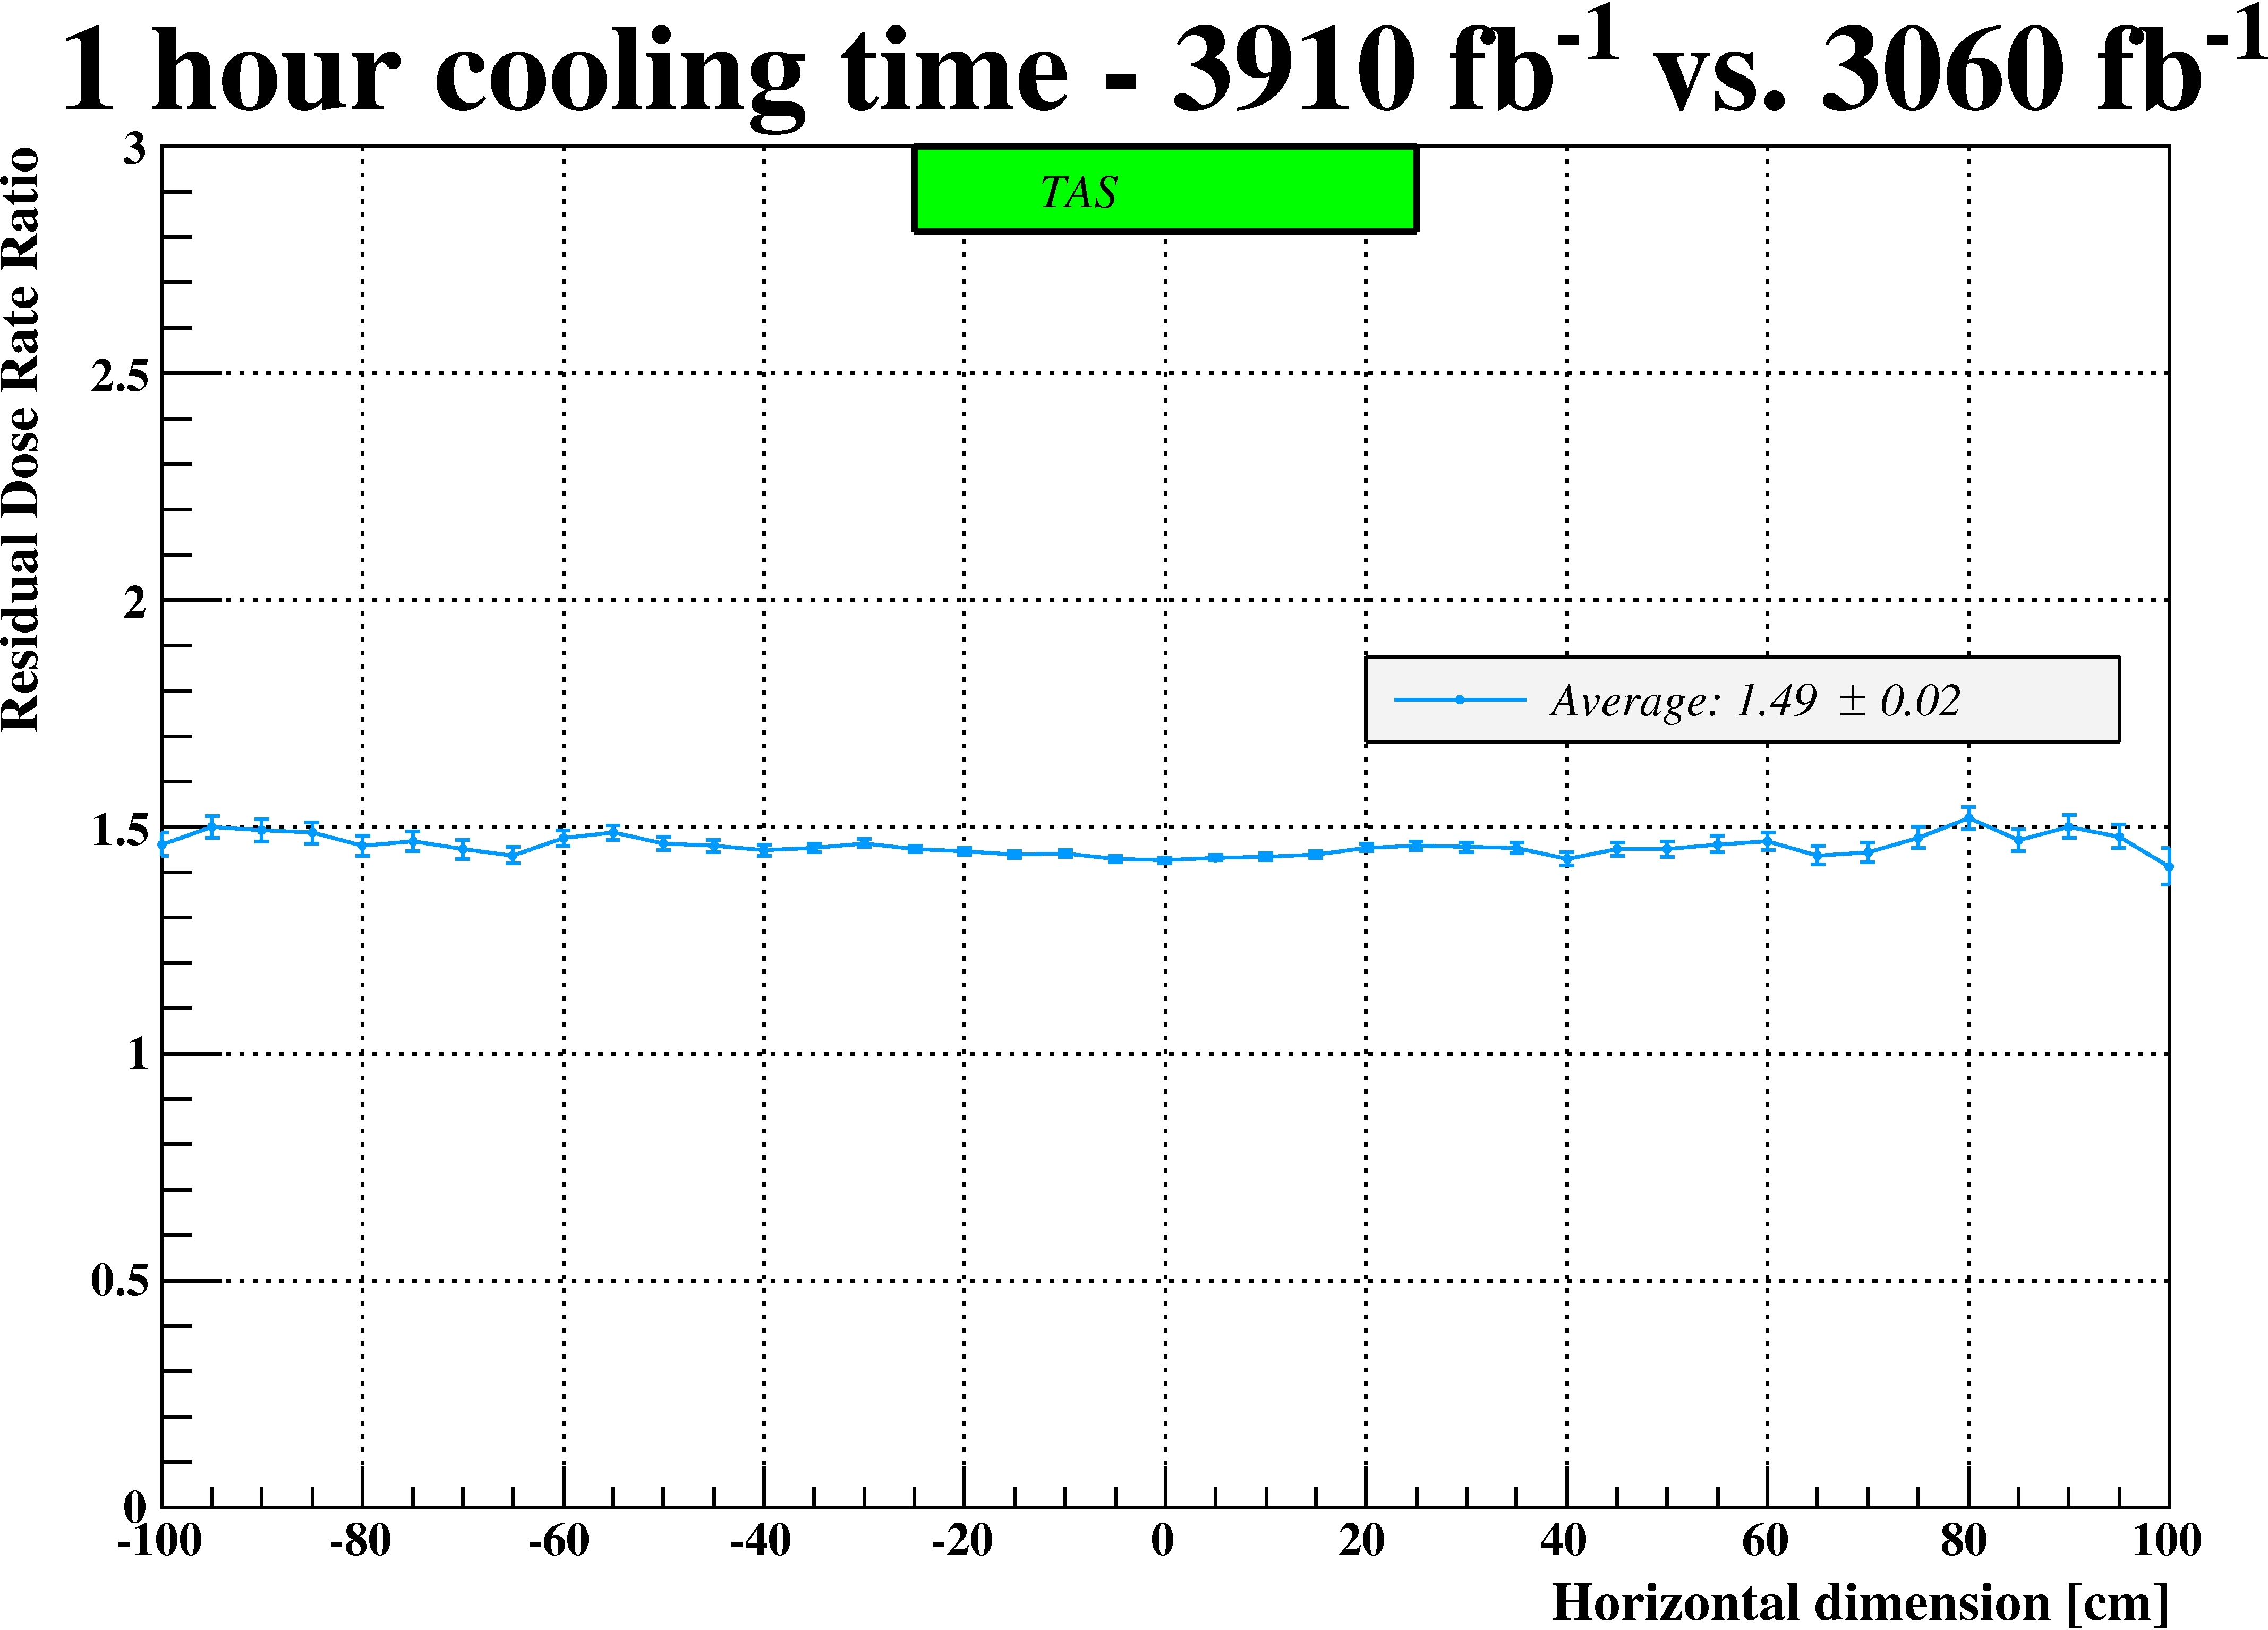 1 hour cooling time - 3910 fb-1 vs. 3060 fb-1
Residual Dose Rate Ratio
3
TAS
2.5
2
Average: 1.49 ± 0.02
1.5
1
0.5
0
-100 -80 -60 -40 -20 0 20 40 60 80 100
Horizontal dimension [cm]